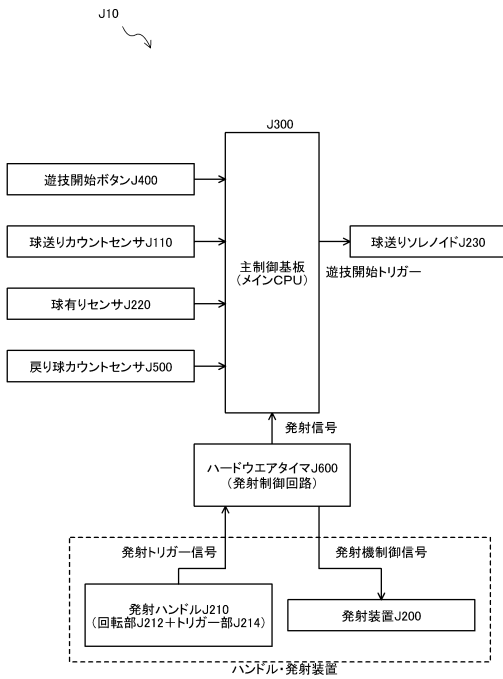 J10
J300
遊技開始ボタンJ400
球送りカウントセンサJ110
球有りセンサJ220
戻り球カウントセンサJ500
主制御基板
(メインCPU)
球送りソレノイドJ230
遊技開始トリガー
発射信号
ハードウエアタイマJ600
(発射制御回路)
発射トリガー信号
発射機制御信号
発射ハンドルJ210
(回転部J212+トリガー部J214)
発射装置J200
ハンドル・発射装置